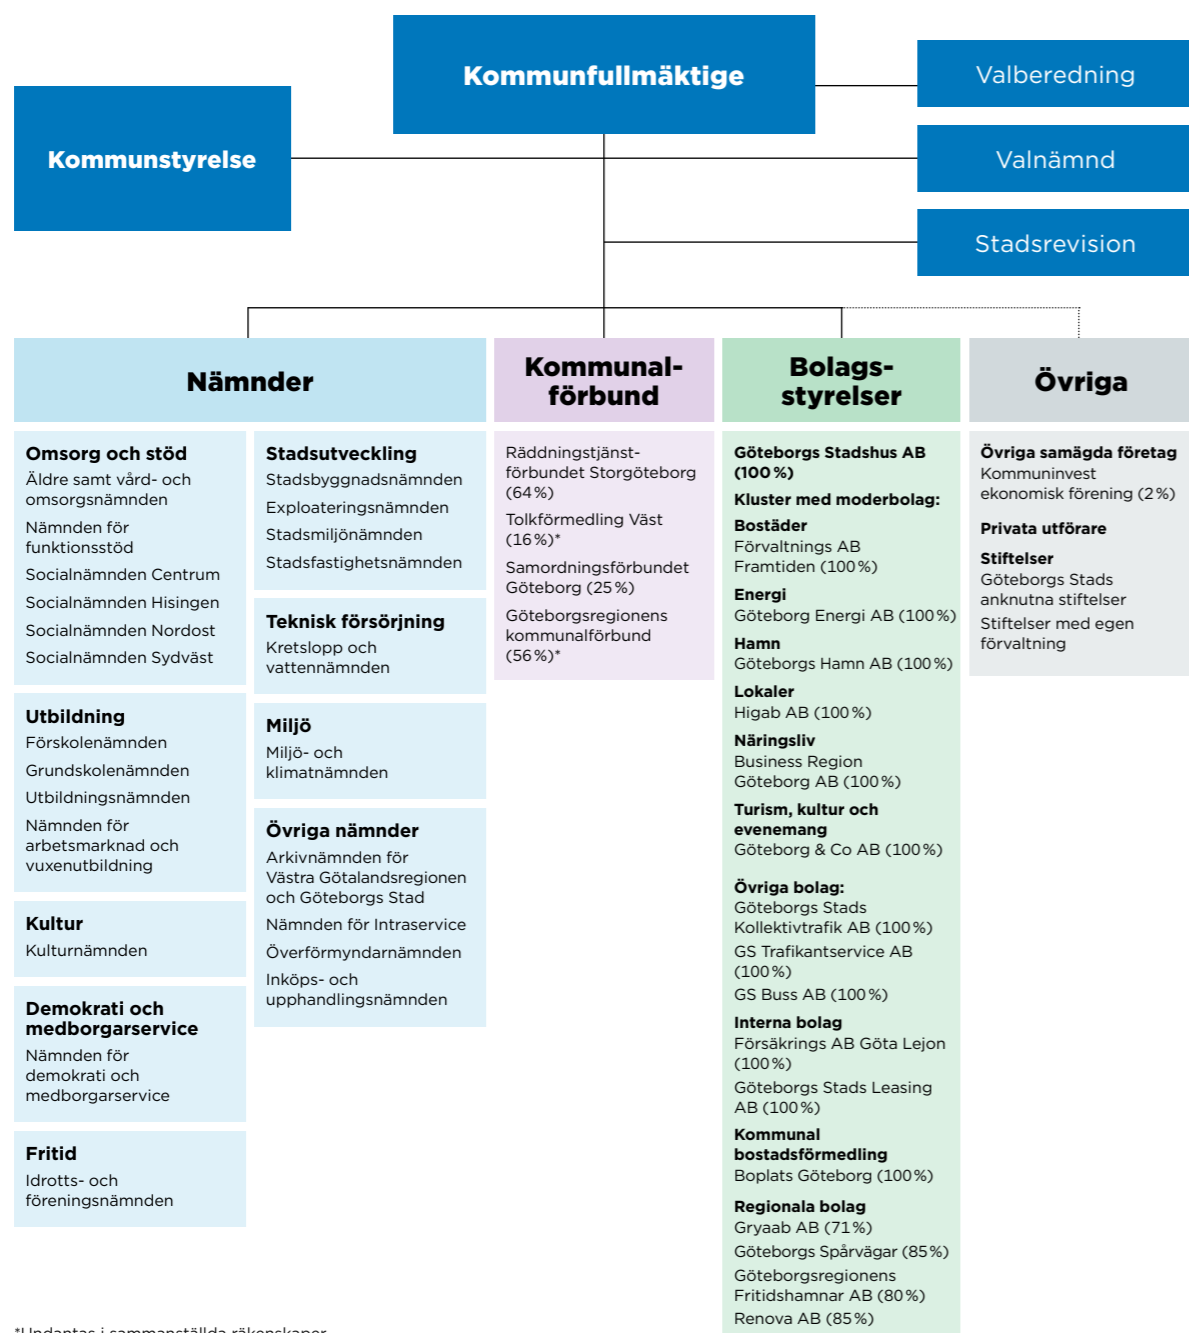 Kommunfullmäktige
Kommunstyrelse
Valberedning
Valnämnd
Stadsrevision
Nämnder
Omsorg och stöd
Äldre samt vård- och
omsorgsnämnden
Nämnden för
funktionsstöd
Socialnämnden Centrum
Socialnämnden Hisingen
Socialnämnden Nordost
Socialnämnden Sydväst
Utbildning
Förskolenämnden
Grundskolenämnden
Utbildningsnämnden
Nämnden för
arbetsmarknad och
vuxenutbildning
Kultur
Kulturnämnden
Demokrati och
medborgarservice
Nämnden för
demokrati och
medborgarservice
Fritid
Idrotts- och
föreningsnämnden
Stadsutveckling
Stadsbyggnadsnämnden
Exploateringsnämnden
Stadsmiljönämnden
Stadsfastighetsnämnden
Teknisk försörjning
Kretslopp och
vattennämnden
Miljö
Miljö- och
klimatnämnden
Övriga nämnder
Arkivnämnden för
Västra Götalandsregionen
och Göteborgs Stad
Nämnden för Intraservice
Överförmyndarnämnden
Inköps- och
upphandlingsnämnden
Kommunal-
förbund
Räddningstjänst-
förbundet Storgöteborg
(64 %)
Tolkförmedling Väst
(16 %)*
Samordningsförbundet
Göteborg (25 %)
Göteborgsregionens
kommunalförbund
(56 %)*
Bolags-
styrelser
Göteborgs Stadshus AB
(100 %)
Kluster med moderbolag:
Bostäder
Förvaltnings AB
Framtiden (100 %)
Energi
Göteborg Energi AB (100 %)
Hamn
Göteborgs Hamn AB (100 %)
Lokaler
Higab AB (100 %)
Näringsliv
Business Region
Göteborg AB (100 %)
Turism, kultur och
evenemang
Göteborg & Co AB (100 %)
Övriga bolag:
Göteborgs Stads
Kollektivtrafik AB (100 %)
GS Trafikantservice AB
(100 %)
GS Buss AB (100 %)
Interna bolag
Försäkrings AB Göta Lejon
(100 %)
Göteborgs Stads Leasing
AB (100 %)
Kommunal
bostadsförmedling
Boplats Göteborg (100 %)
Regionala bolag
Gryaab AB (71 %)
Göteborgs Spårvägar (85 %)
Göteborgsregionens
Fritidshamnar AB (80 %)
Renova AB (85 %)
Övriga
Övriga samägda företag
Kommuninvest
ekonomisk förening (2 %)
Privata utförare
Stiftelser
Göteborgs Stads
anknutna stiftelser
Stiftelser med egen
förvaltning
*Undantas i sammanställda räkenskaper